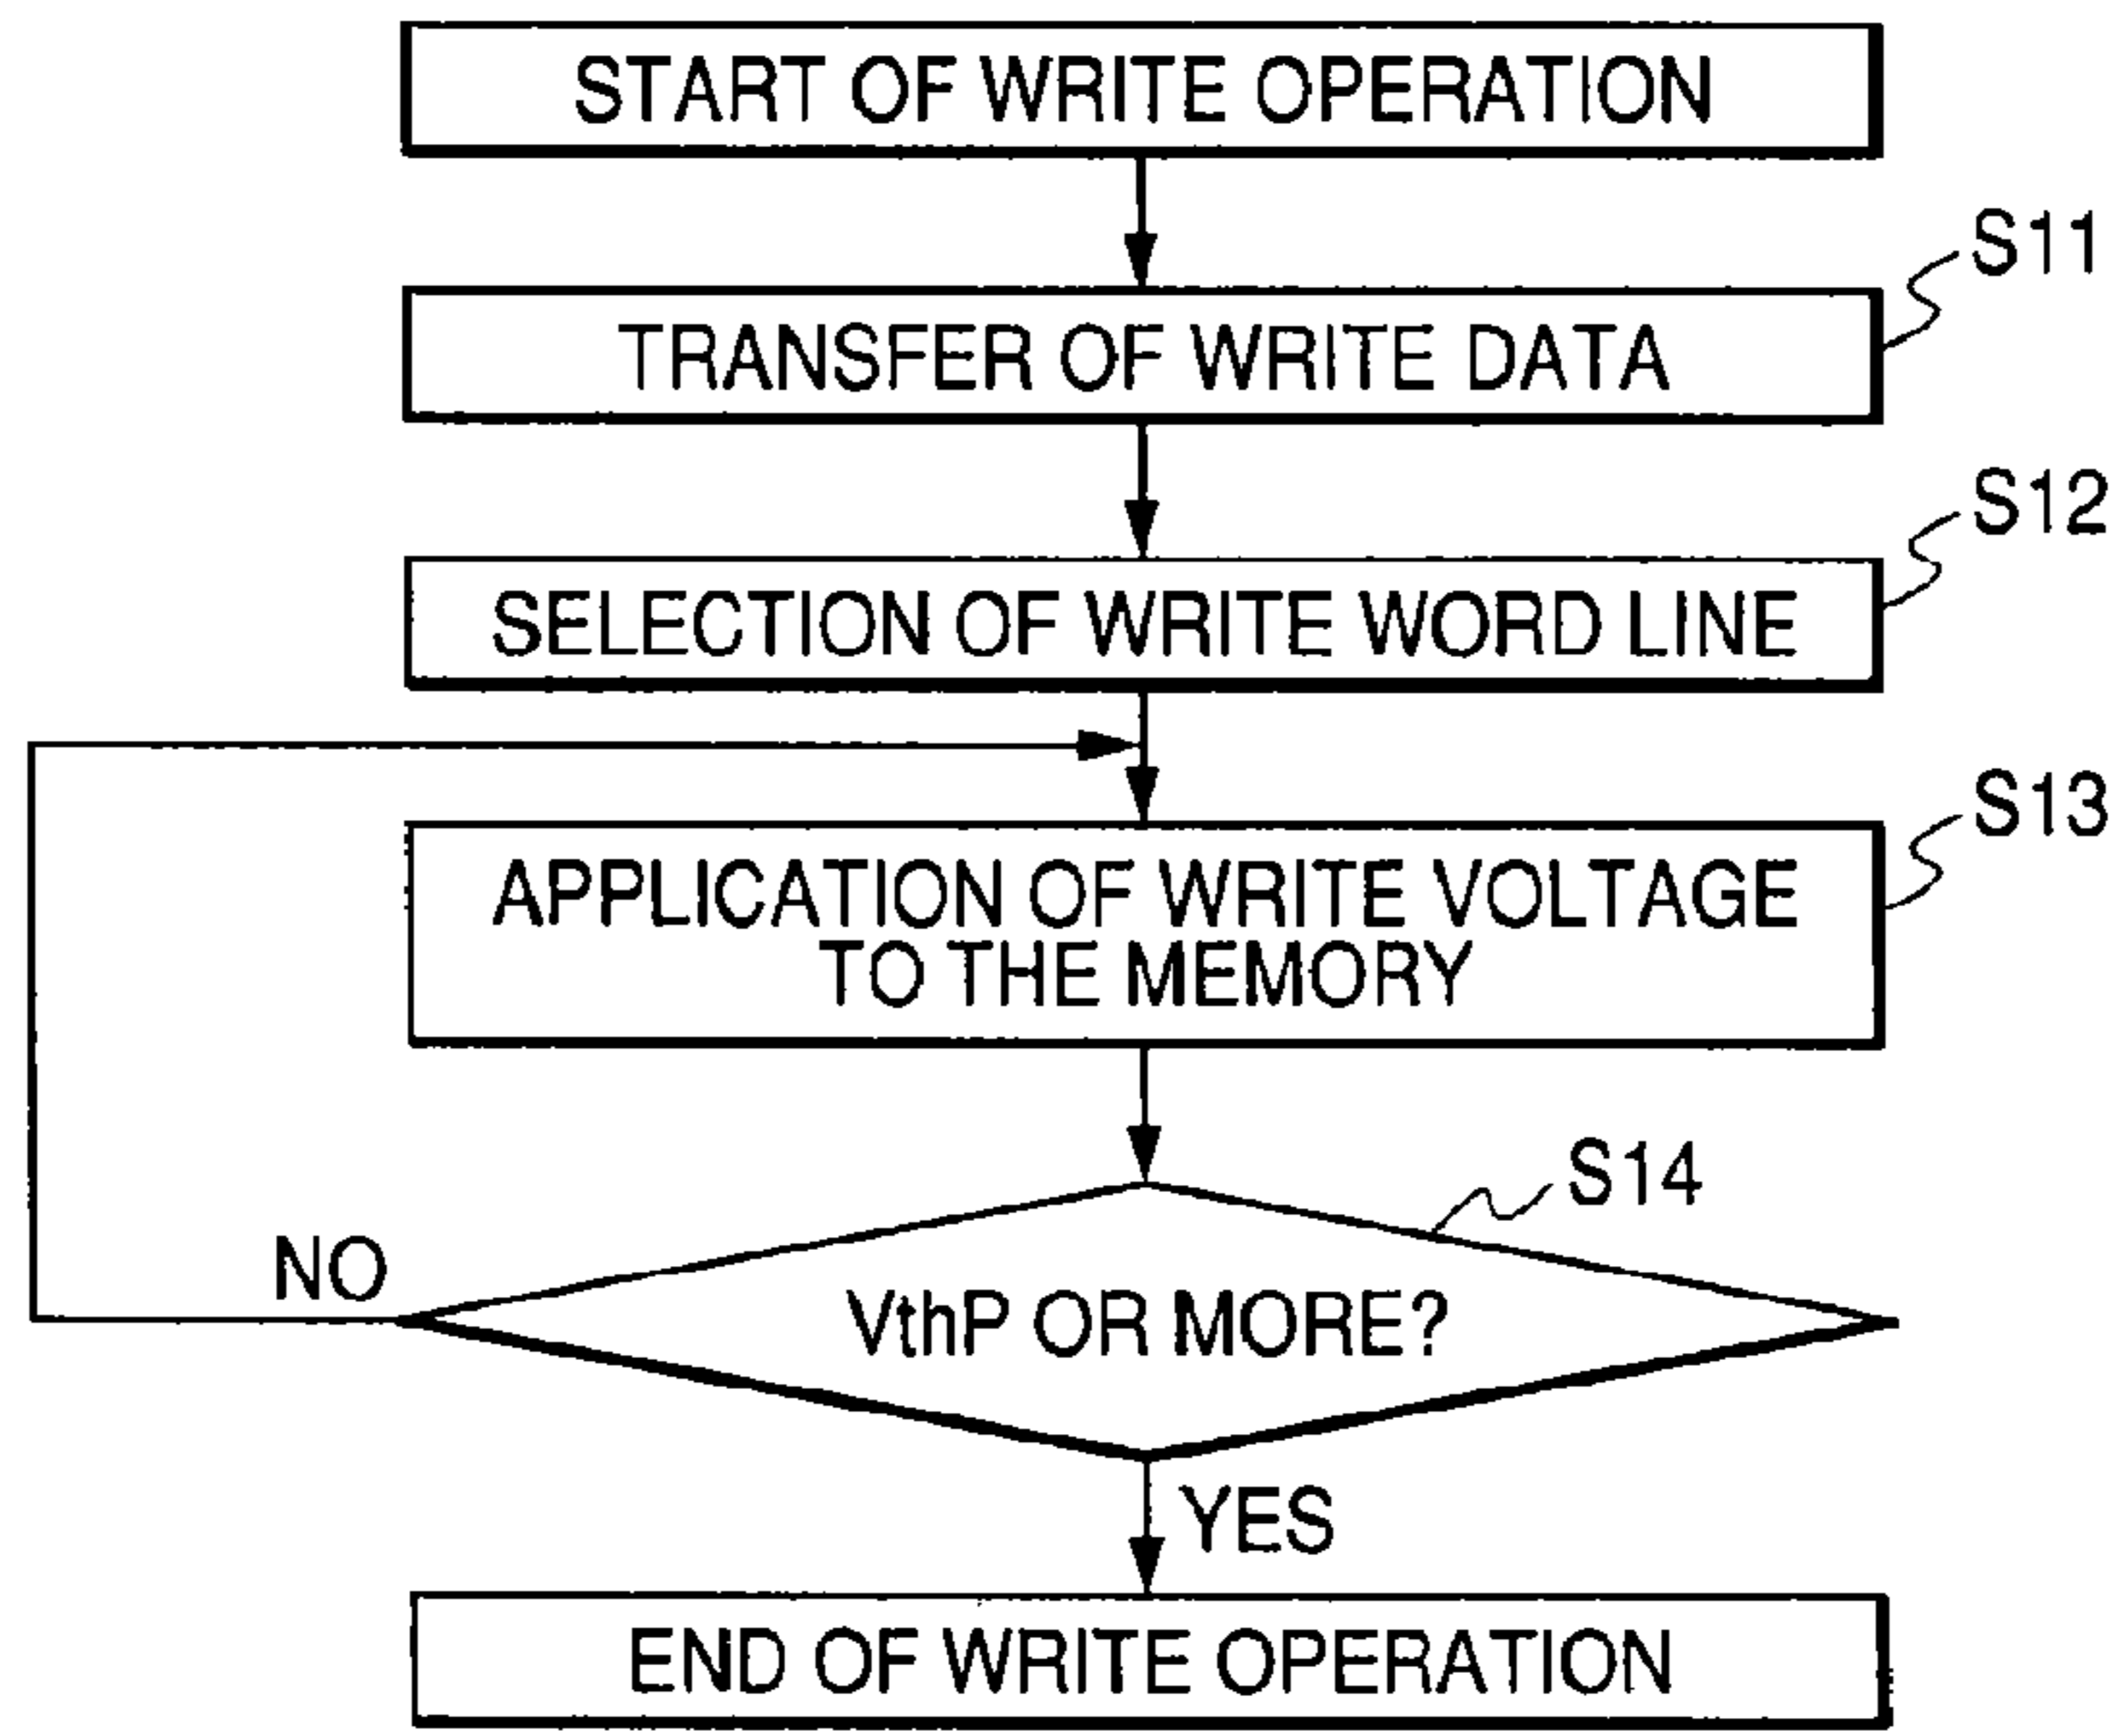 START OF WRITE OPERATION
S11
TRANSFER OF WRITE DATA
S12
SELECTION OF WRITE WORD LINE
S13
APPLICATION OF WRITE VOLTAGE
TO THE MEMORY
S14
NO
VthP OR MORE?
YES
END OF WRITE OPERATION